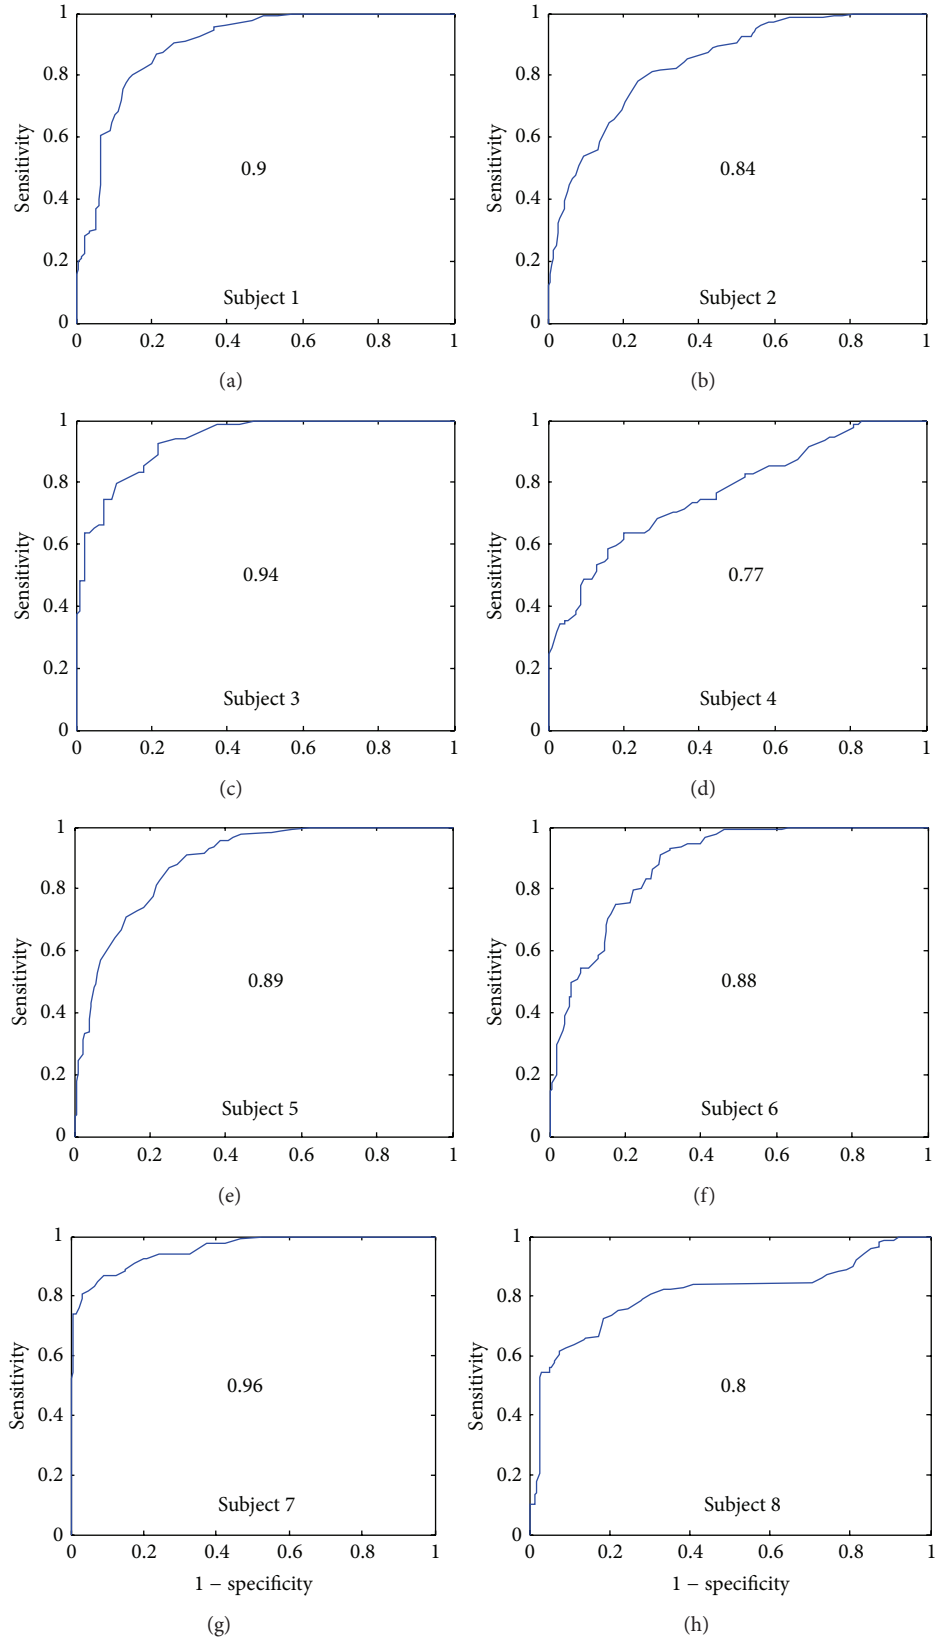 1
0.8
0.6
0.4
0.2
0
Sensitivity
0.9
Subject 1
0 0.2 0.4 0.6 0.8 1
(a)
1
0.8
0.6
0.4
0.2
0
Sensitivity
0.84
Subject 2
0 0.2 0.4 0.6 0.8 1
(b)
1
0.8
0.6
0.4
0.2
0
Sensitivity
0.94
Subject 3
0 0.2 0.4 0.6 0.8 1
(c)
1
0.8
0.6
0.4
0.2
0
Sensitivity
0.77
Subject 4
0 0.2 0.4 0.6 0.8 1
(d)
1
0.8
0.6
0.4
0.2
0
Sensitivity
0.89
Subject 5
0 0.2 0.4 0.6 0.8 1
(e)
1
0.8
0.6
0.4
0.2
0
Sensitivity
0.88
Subject 6
0 0.2 0.4 0.6 0.8 1
(f)
1
0.8
0.6
0.4
0.2
0
Sensitivity
0.96
Subject 7
0 0.2 0.4 0.6 0.8 1
1 − specificity
(g)
1
0.8
0.6
0.4
0.2
0
Sensitivity
0.8
Subject 8
0 0.2 0.4 0.6 0.8 1
1 − specificity
(h)